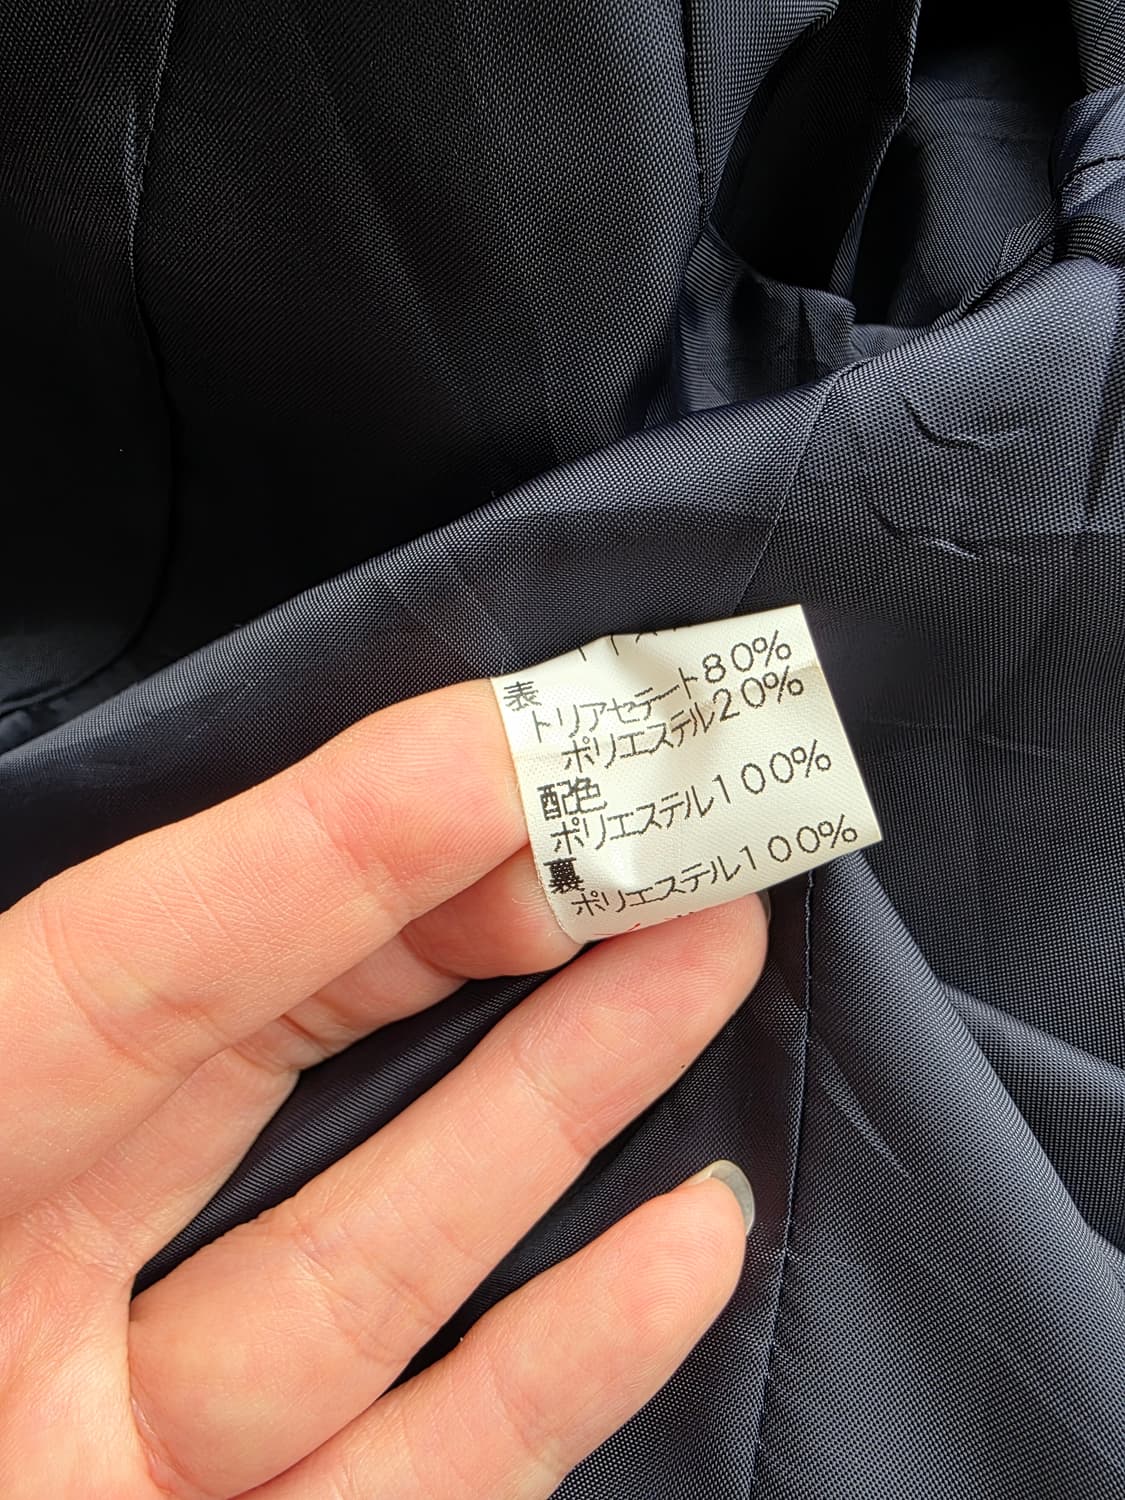 表
トリアセテート80%
ポリエステル20%
配色
ポリエステル100%
裏
ポリエステル100%